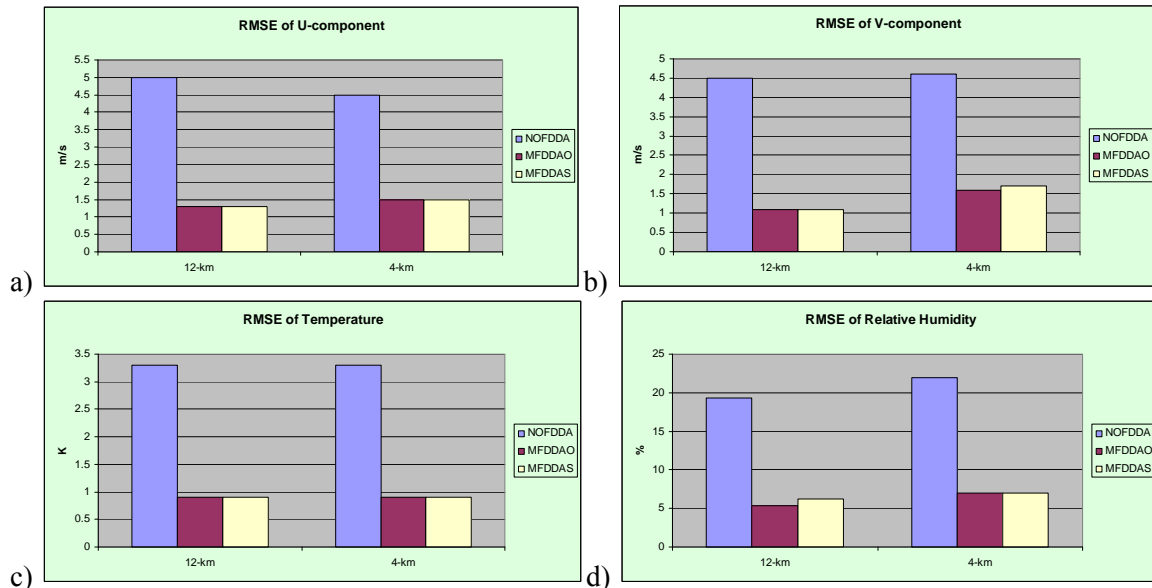 RMSE of U-component
5.5
5
4.5
4
3.5
3
2.5
2
1.5
1
0.5
0
m/s
12-km
4-km
NOFDDA
MFDDAO
MFDDAS
a)
RMSE of V-component
5
4.5
4
3.5
3
2.5
2
1.5
1
0.5
0
m/s
12-km
4-km
NOFDDA
MFDDAO
MFDDAS
b)
RMSE of Temperature
3.5
3
2.5
2
1.5
1
0.5
0
K
12-km
4-km
NOFDDA
MFDDAO
MFDDAS
c)
RMSE of Relative Humidity
25
20
15
10
5
0
%
12-km
4-km
NOFDDA
MFDDAO
MFDDAS
d)